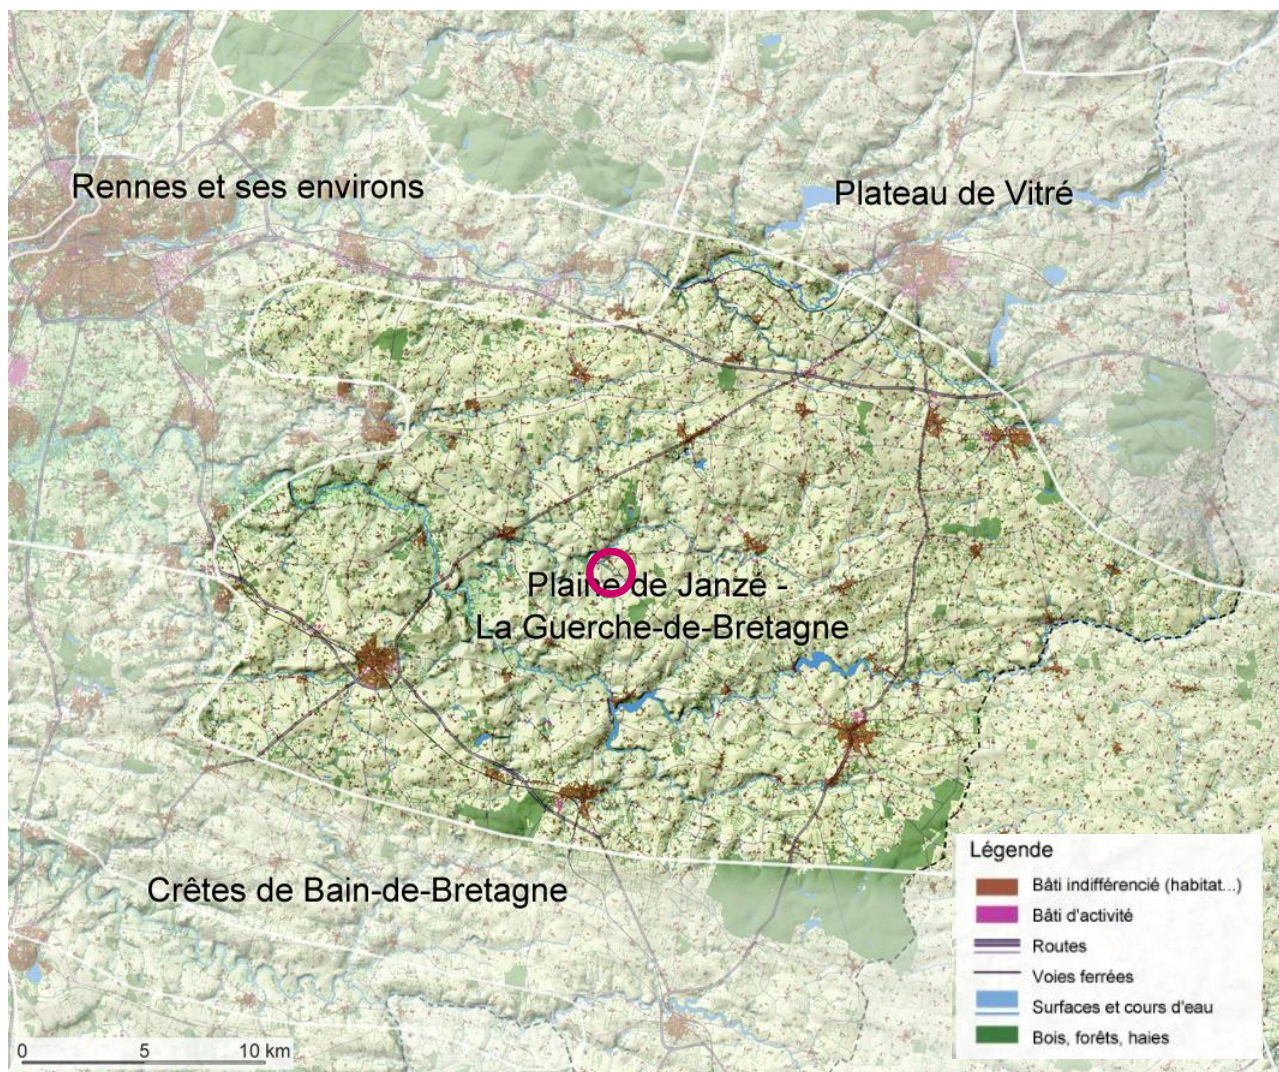 Rennes et ses environs
Plateau de Vitré
Plaine de Janzé -
La Guerche-de-Bretagne
Crêtes de Bain-de-Bretagne
Légende
Bâti indifférencié (habitat...)
Bâti d'activité
Routes
Voies ferrées
Surfaces et cours d'eau
Bois, forêts, haies
0 5 10 km